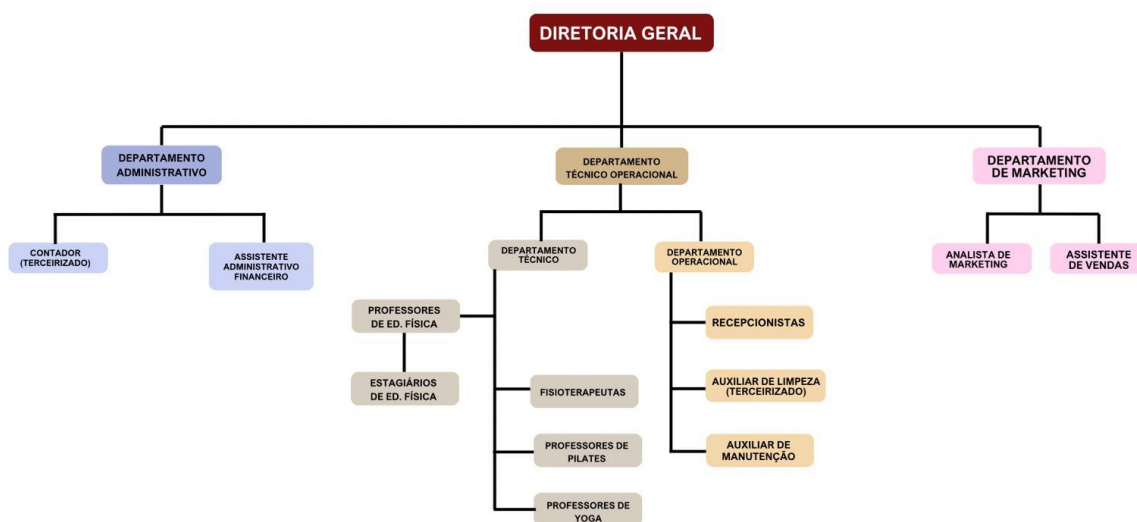 DIRETORIA GERAL
DEPARTAMENTO
ADMINISTRATIVO
DEPARTAMENTO
TÉCNICO OPERACIONAL
DEPARTAMENTO
DE MARKETING
CONTADOR
(TERCEIRIZADO)
ASSISTENTE
ADMINISTRATIVO
FINANCEIRO
DEPARTAMENTO
TÉCNICO
DEPARTAMENTO
OPERACIONAL
ANALISTA DE
MARKETING
ASSISTENTE
DE VENDAS
PROFESSORES
DE ED. FÍSICA
RECEPCIONISTAS
ESTAGIÁRIOS
DE ED. FÍSICA
FISIOTERAPEUTAS
AUXILIAR DE LIMPEZA
(TERCEIRIZADO)
PROFESSORES DE
PILATES
AUXILIAR DE
MANUTENÇÃO
PROFESSORES DE
YOGA